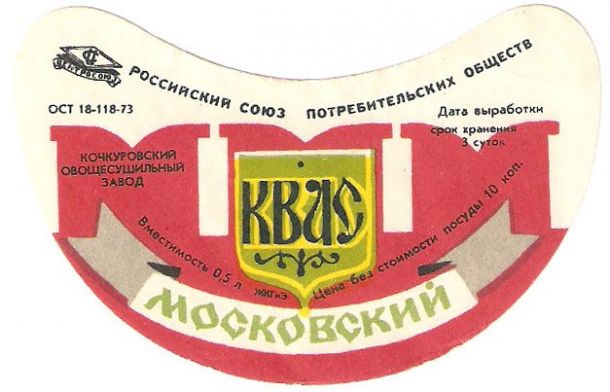 ЦЕНТРОСОЮЗ
РОССИЙСКИЙ СОЮЗ ПОТРЕБИТЕЛЬСКИХ ОБЩЕСТВ
ОСТ 18-118-73
Дата выработки
срок хранения
3 суток
КОЧКУРОВСКИЙ
ОВОЩЕСУШИЛЬНЫЙ
ЗАВОД
КВАС
Вместимость 0,5 л
Цена без стоимости посуды 10 коп.
МОСКОВСКИЙ